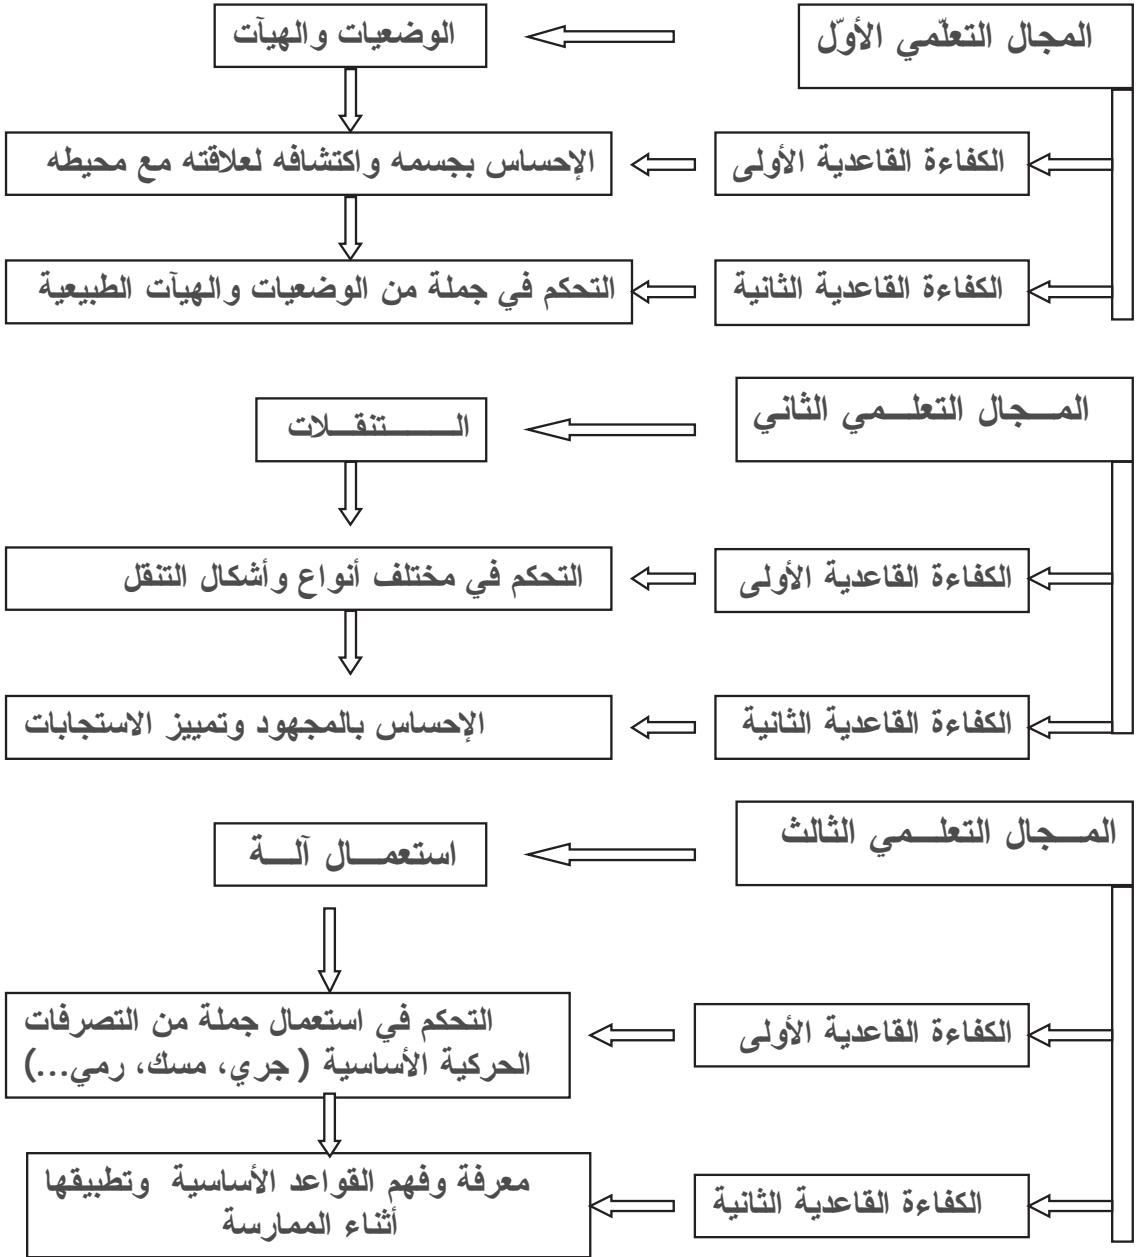 المجال التعلّمي الأوّل
الوضعيات والهيآت
الكفاءة القاعدية الأولى
الإحساس بجسمه واكتشافه لعلاقته مع محيطه
الكفاءة القاعدية الثانية
التحكم في جملة من الوضعيات والهيآت الطبيعية
المـــجال التعلـــمي الثاني
الـــــتنقـــلات
الكفاءة القاعدية الأولى
التحكم في مختلف أنواع وأشكال التنقل
الكفاءة القاعدية الثانية
الإحساس بالمجهود وتمييز الاستجابات
المـــجال التعلـــمي الثالث
استعمـــال آلـــة
الكفاءة القاعدية الأولى
التحكم في استعمال جملة من التصرفات
الحركية الأساسية ( جري، مسك، رمي...)
الكفاءة القاعدية الثانية
معرفة وفهم القواعد الأساسية وتطبيقها
أثناء الممارسة